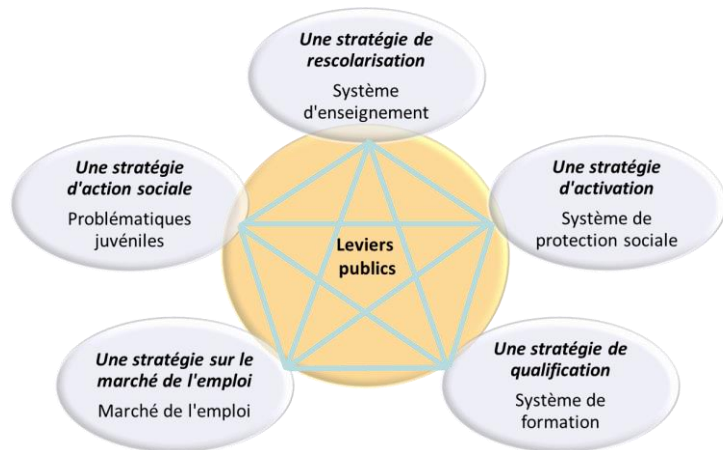 Une stratégie de
rescolarisation
Système
d'enseignement
Une stratégie
d'action sociale
Problématiques
juvéniles
Une stratégie
d'activation
Système de
protection sociale
Leviers
publics
Une stratégie sur le
marché de l'emploi
Marché de l'emploi
Une stratégie de
qualification
Système de
formation